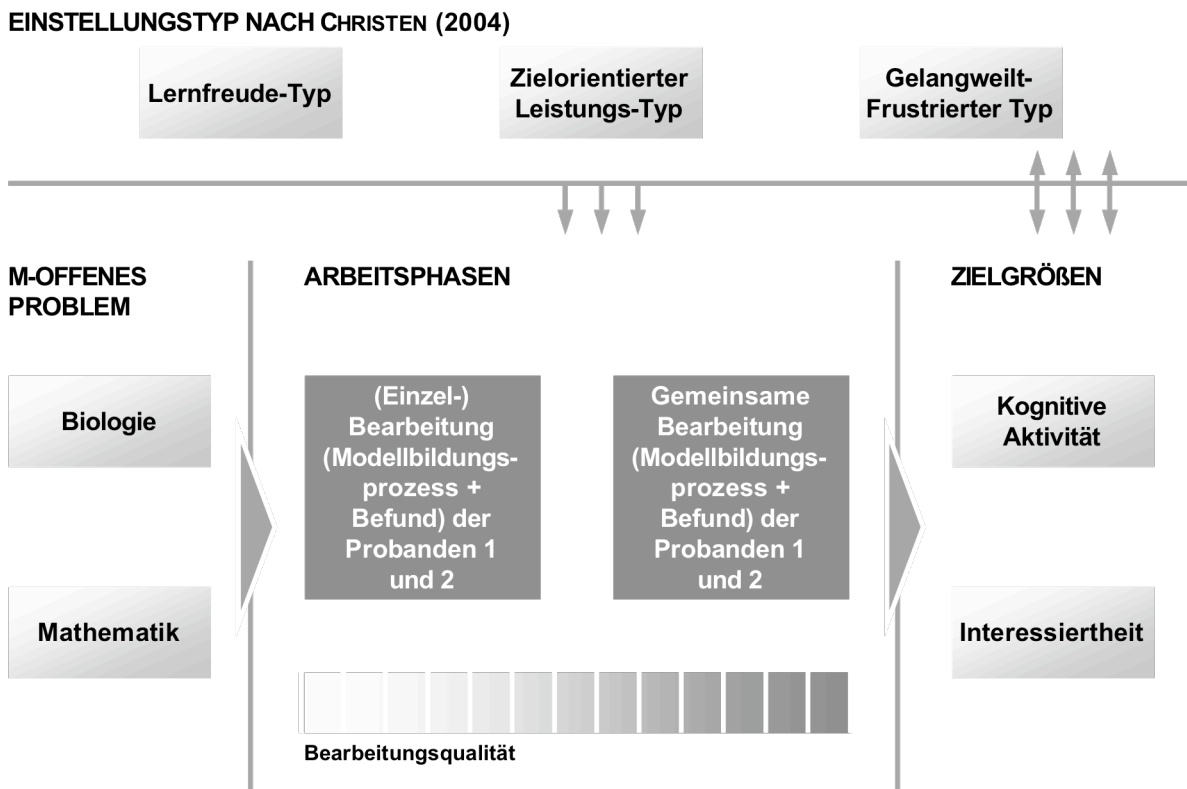 EINSTELLUNGSTYP NACH CHRISTEN (2004)
Lernfreude-Typ
Zielorientierter
Leistungs-Typ
Gelangweilt-
Frustrierter Typ
M-OFFENES
PROBLEM
Biologie
Mathematik
ARBEITSPHASEN
(Einzel-)
Bearbeitung
(Modellbildungs-
prozess +
Befund) der
Probanden 1
und 2
Gemeinsame
Bearbeitung
(Modellbildungs-
prozess +
Befund) der
Probanden 1
und 2
Bearbeitungsqualität
ZIELGRÖßEN
Kognitive
Aktivität
Interessiertheit